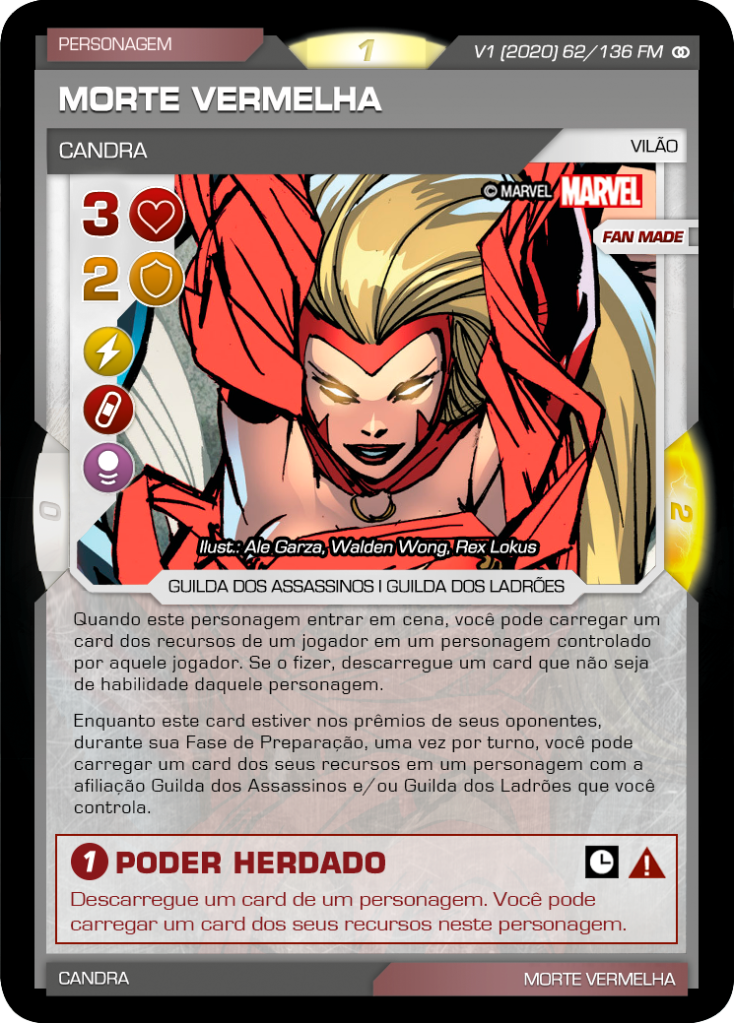 PERSONAGEM
1
V1 (2020) 62/136 FM
MORTE VERMELHA
CANDRA
VILÃO
© MARVEL MARVEL
3
FAN MADE
2
0
2
Ilust.: Ale Garza, Walden Wong, Rex Lokus
GUILDA DOS ASSASSINOS | GUILDA DOS LADRÕES
Quando este personagem entrar em cena, você pode carregar um
card dos recursos de um jogador em um personagem controlado
por aquele jogador. Se o fizer, descarregue um card que não seja
de habilidade daquele personagem.
Enquanto este card estiver nos prêmios de seus oponentes,
durante sua Fase de Preparação, uma vez por turno, você pode
carregar um card dos seus recursos em um personagem com a
afiliação Guilda dos Assassinos e/ou Guilda dos Ladrões que você
controla.
1 PODER HERDADO
Descarregue um card de um personagem. Você pode
carregar um card dos seus recursos neste personagem.
CANDRA
MORTE VERMELHA